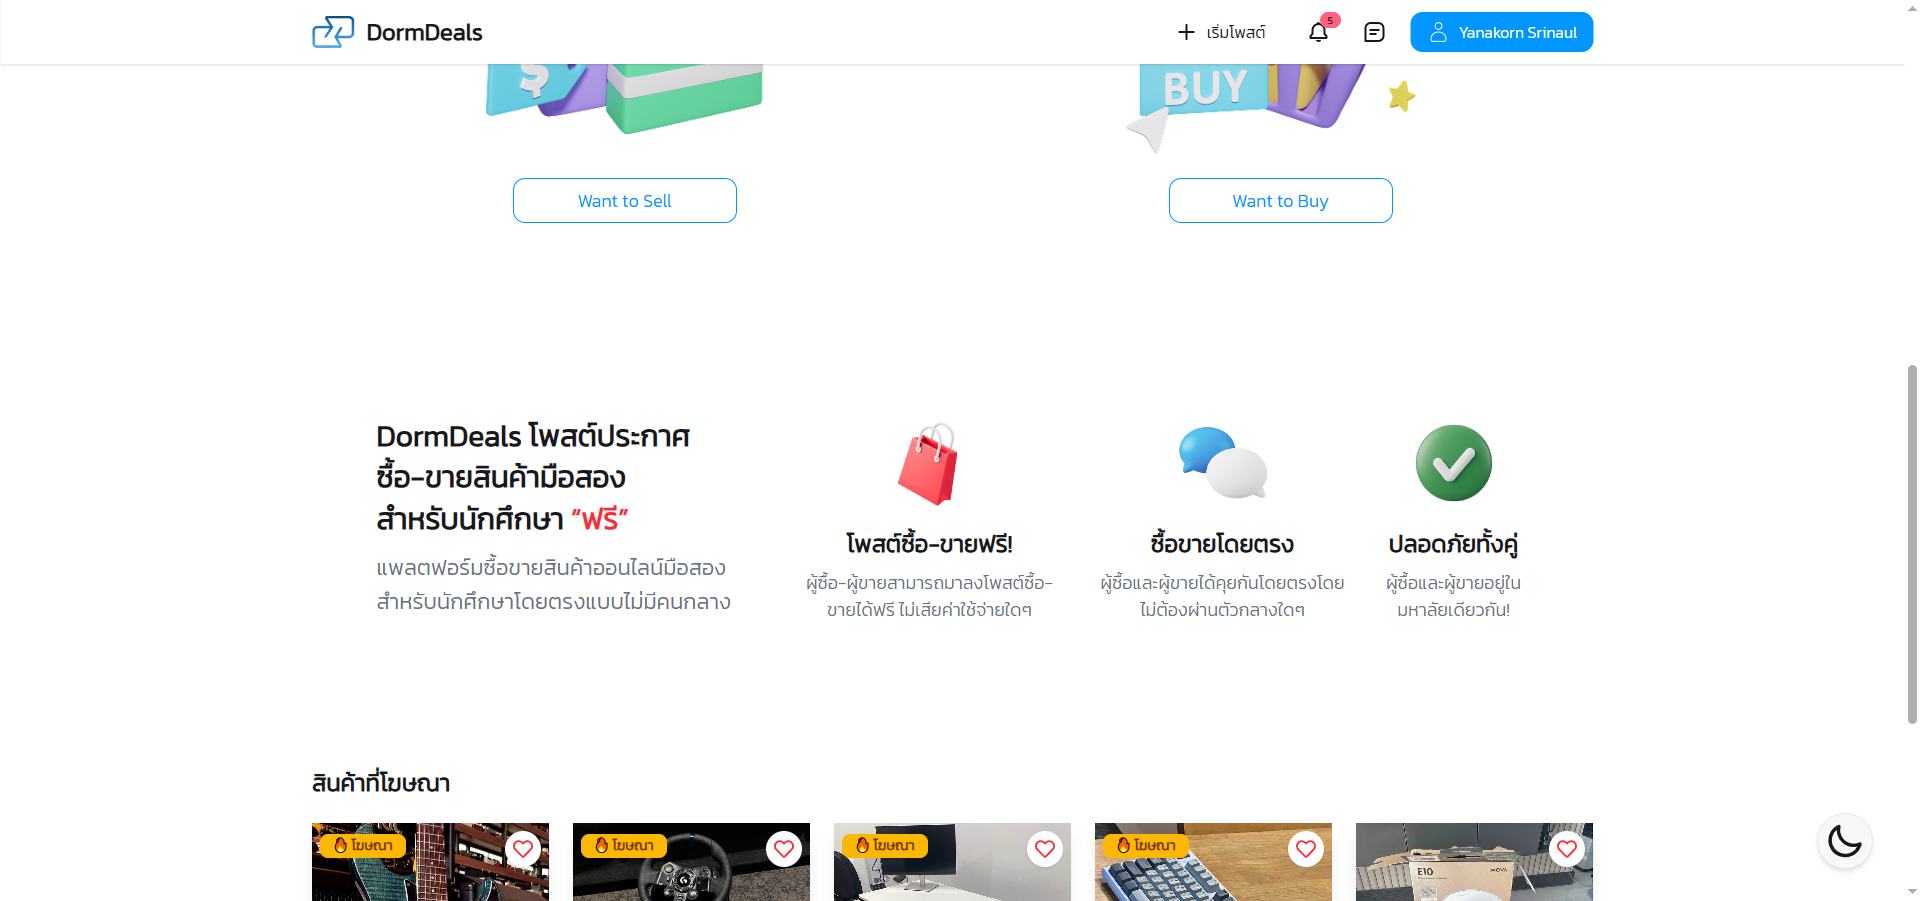 DormDeals
เริ่มโพสต์
5
Yanakorn Srinaul
$
BUY
Want to Sell
Want to Buy
DormDeals โพสต์ประกาศ
ซื้อ-ขายสินค้ามือสอง
สำหรับนักศึกษา “ฟรี”
แพลตฟอร์มซื้อขายสินค้าออนไลน์มือสอง
สำหรับนักศึกษาโดยตรงแบบไม่มีคนกลาง
โพสต์ซื้อ-ขายฟรี!
ผู้ซื้อ-ผู้ขายสามารถมาลงโพสต์ซื้อ-
ขายได้ฟรี ไม่เสียค่าใช้จ่ายใดๆ
ซื้อขายโดยตรง
ผู้ซื้อและผู้ขายได้คุยกันโดยตรงโดย
ไม่ต้องผ่านตัวกลางใดๆ
ปลอดภัยทั้งคู่
ผู้ซื้อและผู้ขายอยู่ใน
มหาลัยเดียวกัน!
สินค้าที่โฆษณา
โฆษณา
โฆษณา
โฆษณา
โฆษณา
E10
MOVA